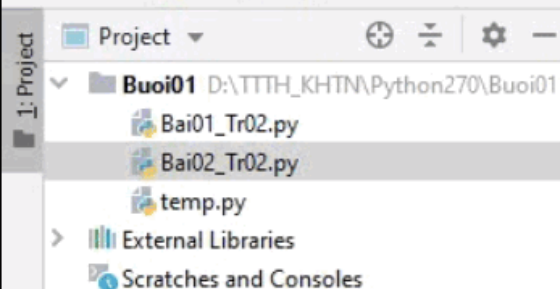 1: Project
Project
Buoi01 D:\TTTH_KHTN\Python270\Buoi01
Bai01_Tr02.py
Bai02_Tr02.py
temp.py
External Libraries
Scratches and Consoles